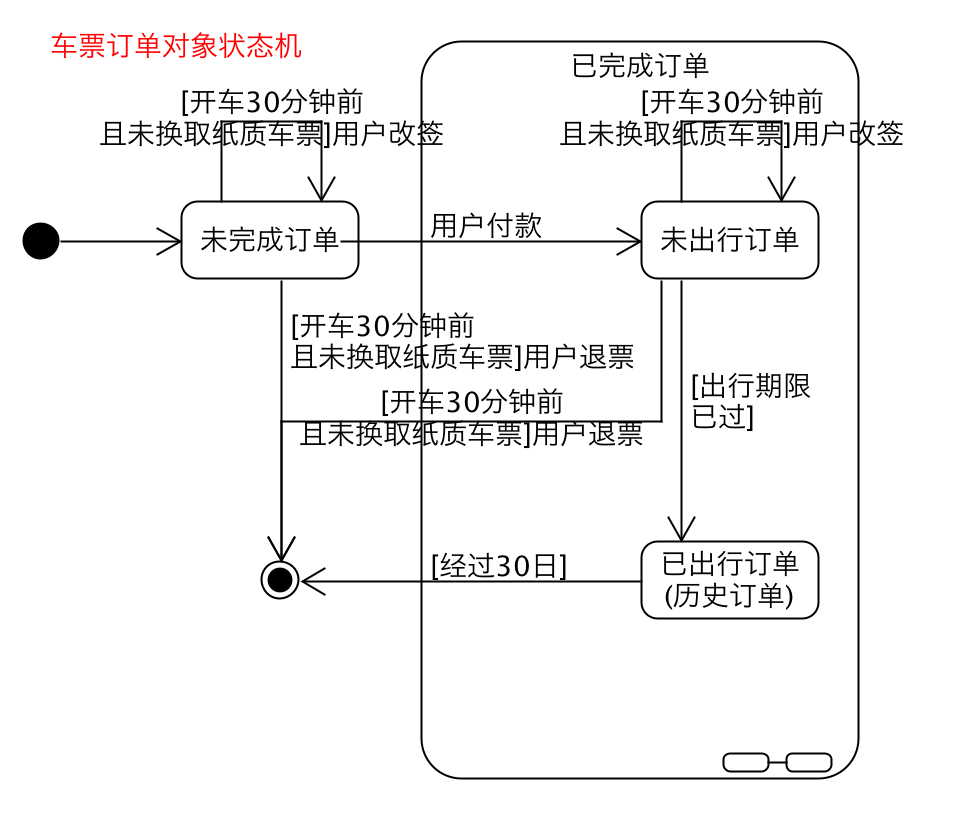 车票订单对象状态机
已完成订单
[开车30分钟前
且未换取纸质车票]用户改签
[开车30分钟前
且未换取纸质车票]用户改签
未完成订单
用户付款
未出行订单
[开车30分钟前
且未换取纸质车票]用户退票
[出行期限
已过]
[开车30分钟前
且未换取纸质车票]用户退票
[经过30日]
已出行订单
(历史订单)